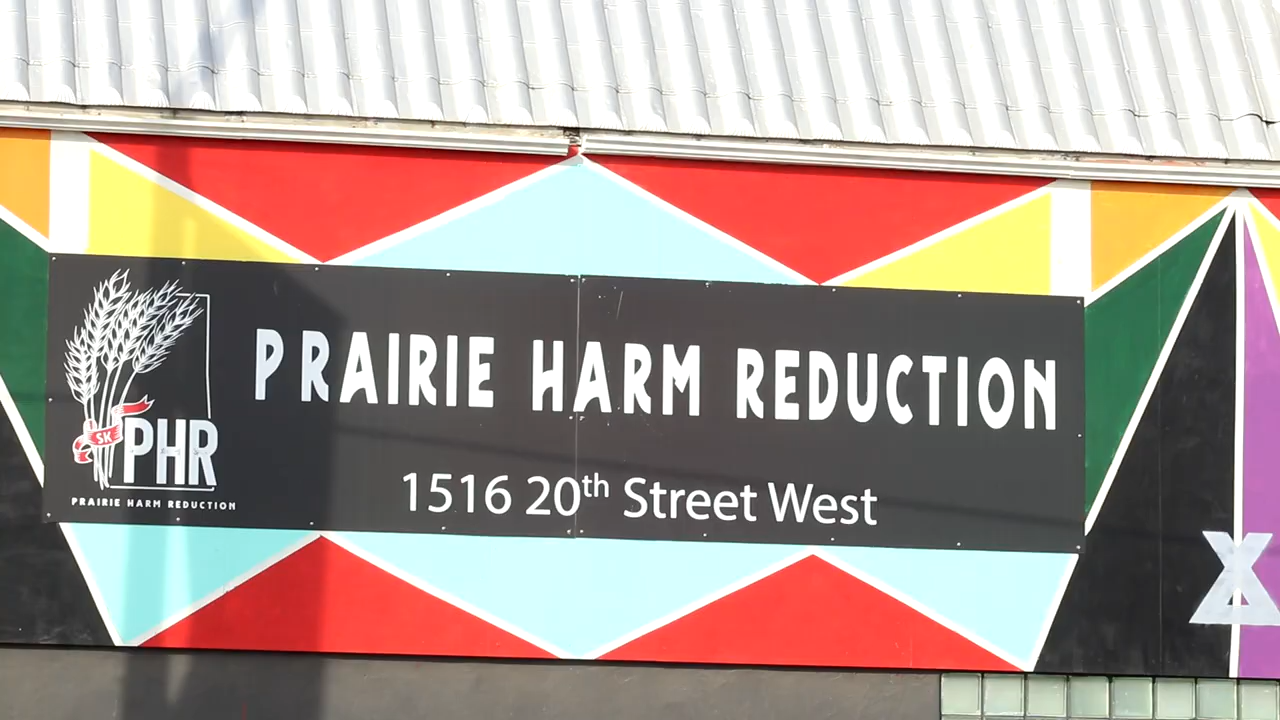 PRAIRIE HARM REDUCTION
1516 20th Street West
SK
PHR
PRAIRIE HARM REDUCTION